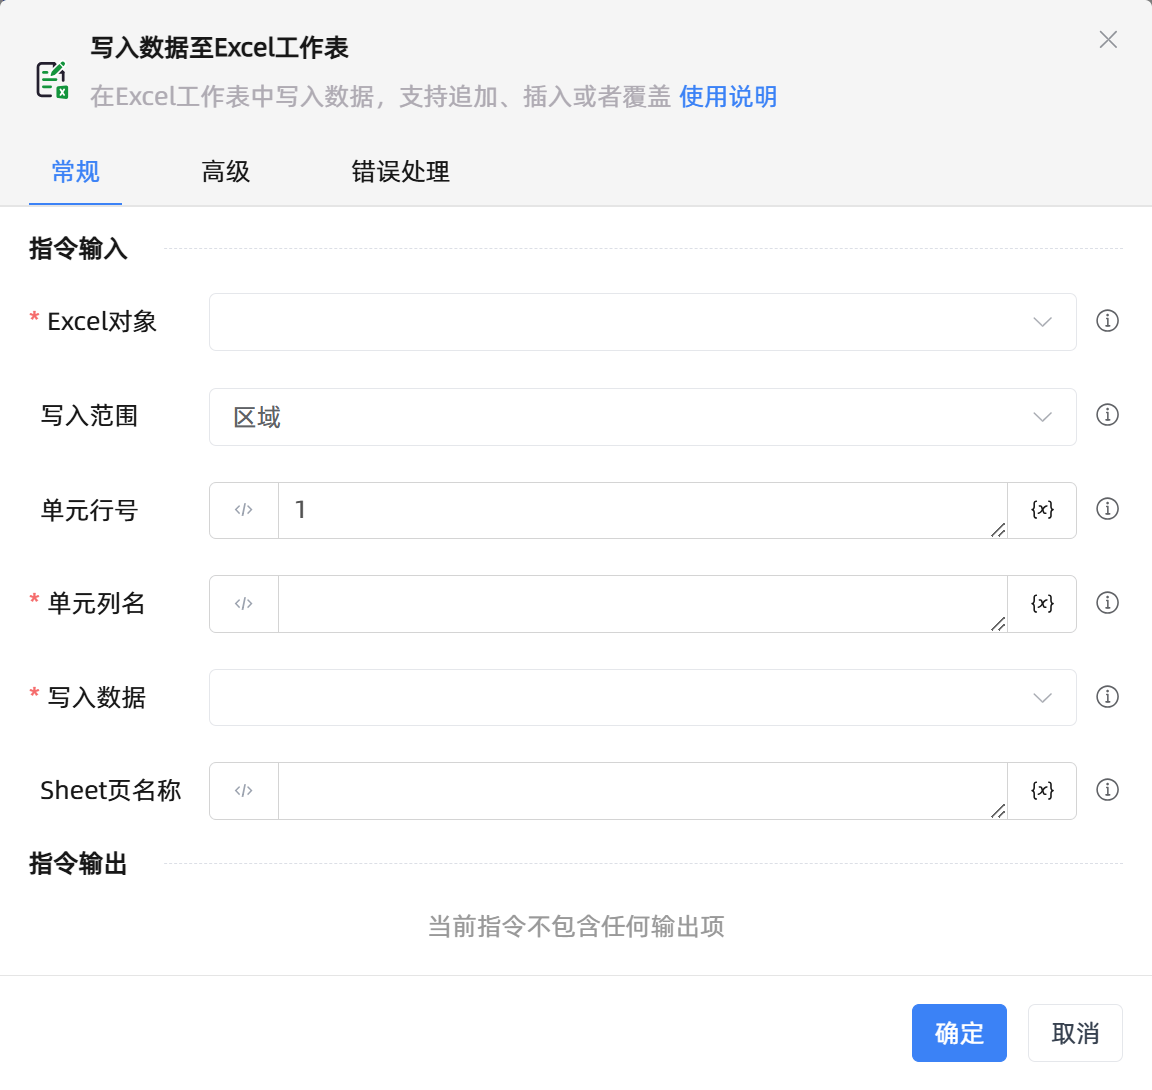 写入数据至Excel工作表
在Excel工作表中写入数据，支持追加、插入或者覆盖 使用说明
常规 高级 错误处理
指令输入
* Excel对象
写入范围 区域
单元行号 </> 1 {x}
* 单元列名 </> {x}
* 写入数据
Sheet页名称 </> {x}
指令输出
当前指令不包含任何输出项
确定 取消